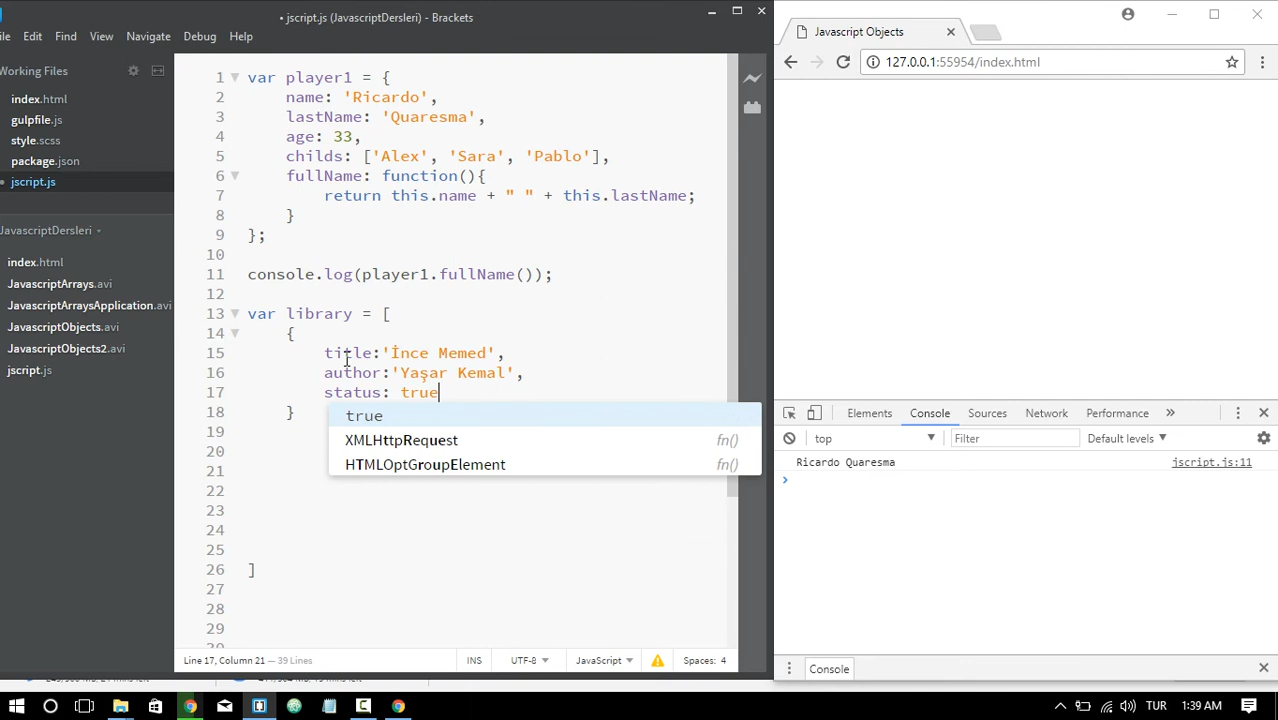 • jscript.js (JavascriptDersleri) - Brackets
Edit Find View Navigate Debug Help
Working Files
index.html
gulpfile.js
style.scss
package.json
• jscript.js
JavascriptDersleri
index.html
JavascriptArrays.avi
JavascriptArraysApplication.avi
JavascriptObjects.avi
JavascriptObjects2.avi
jscript.js
1 var player1 = {
2 name: 'Ricardo',
3 lastName: 'Quaresma',
4 age: 33,
5 childs: ['Alex', 'Sara', 'Pablo'],
6 fullName: function(){
7 return this.name + " " + this.lastName;
8 }
9 };
10
11 console.log(player1.fullName());
12
13 var library = [
14 {
15 title:'İnce Memed',
16 author:'Yaşar Kemal',
17 status: true
18 }
true
XMLHttpRequest fn()
HTMLOptGroupElement fn()
19
20
21
22
23
24
25
26 ]
27
28
29
Line 17, Column 21 - 39 Lines
INS UTF-8 JavaScript Spaces: 4
Javascript Objects
127.0.0.1:55954/index.html
Elements Console Sources Network Performance »
top Filter Default levels
Ricardo Quaresma jscript.js:11
Console
TUR 1:39 AM